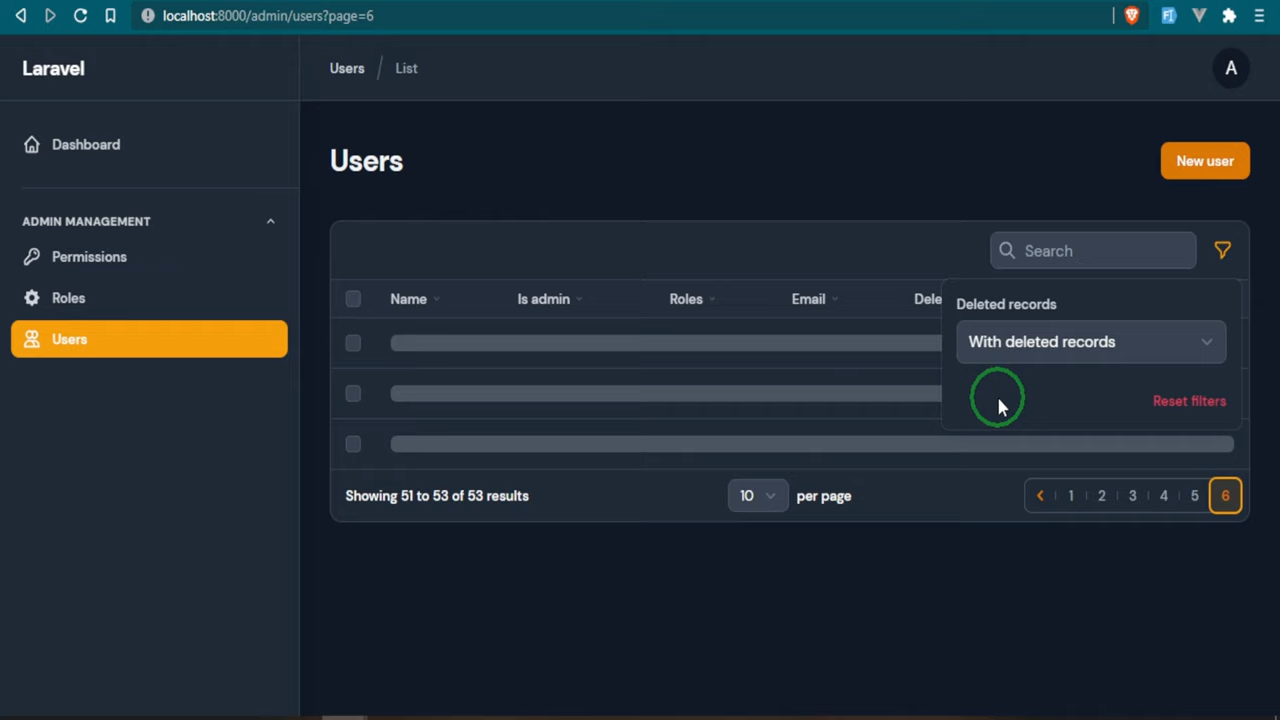 localhost:8000/admin/users?page=6
Laravel
Users / List
A
Dashboard
Users
New user
ADMIN MANAGEMENT
Permissions
Search
Roles
Name Is admin Roles Email Dele
Deleted records
Users
With deleted records
Reset filters
Showing 51 to 53 of 53 results
10 per page
1 2 3 4 5 6